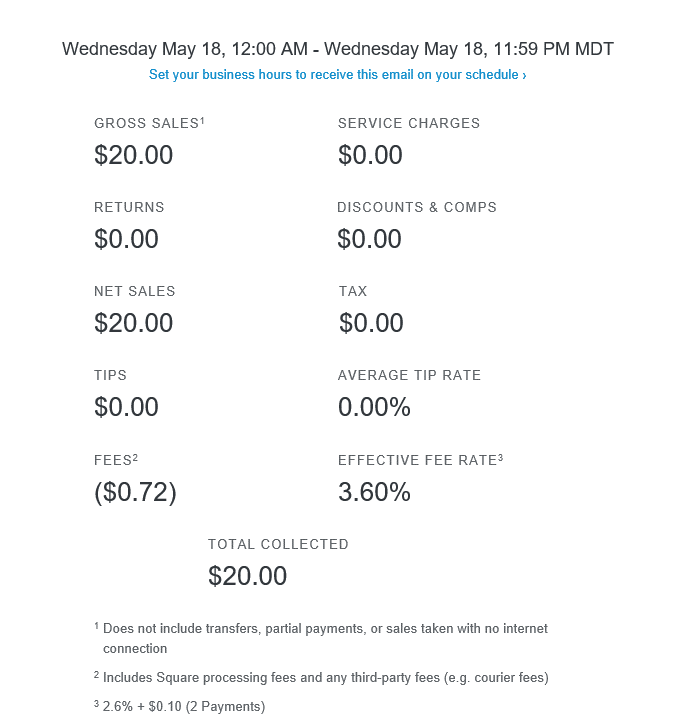 Wednesday May 18, 12:00 AM - Wednesday May 18, 11:59 PM MDT
Set your business hours to receive this email on your schedule ›
GROSS SALES¹
$20.00
SERVICE CHARGES
$0.00
RETURNS
$0.00
DISCOUNTS & COMPS
$0.00
NET SALES
$20.00
TAX
$0.00
TIPS
$0.00
AVERAGE TIP RATE
0.00%
FEES²
($0.72)
EFFECTIVE FEE RATE³
3.60%
TOTAL COLLECTED
$20.00
¹ Does not include transfers, partial payments, or sales taken with no internet
connection
² Includes Square processing fees and any third-party fees (e.g. courier fees)
³ 2.6% + $0.10 (2 Payments)